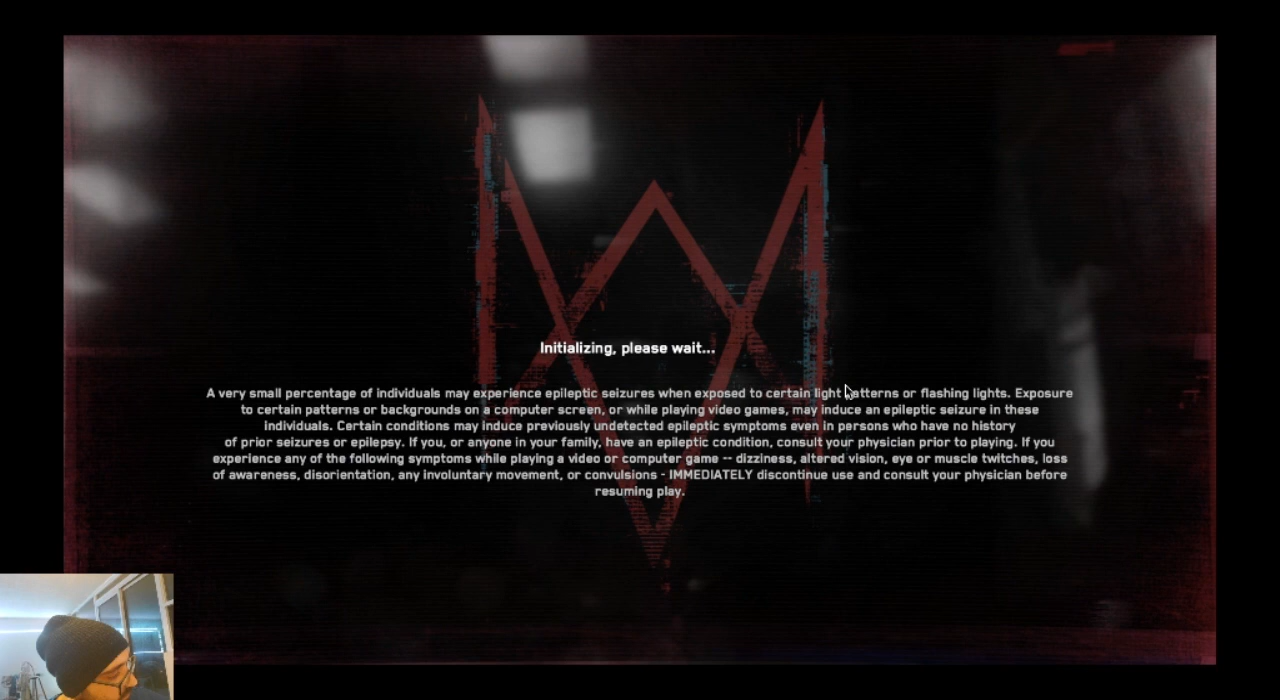 Initializing, please wait...
A very small percentage of individuals may experience epileptic seizures when exposed to certain light patterns or flashing lights. Exposure
to certain patterns or backgrounds on a computer screen, or while playing video games, may induce an epileptic seizure in these
individuals. Certain conditions may induce previously undetected epileptic symptoms even in persons who have no history
of prior seizures or epilepsy. If you, or anyone in your family, have an epileptic condition, consult your physician prior to playing. If you
experience any of the following symptoms while playing a video or computer game -- dizziness, altered vision, eye or muscle twitches, loss
of awareness, disorientation, any involuntary movement, or convulsions - IMMEDIATELY discontinue use and consult your physician before
resuming play.